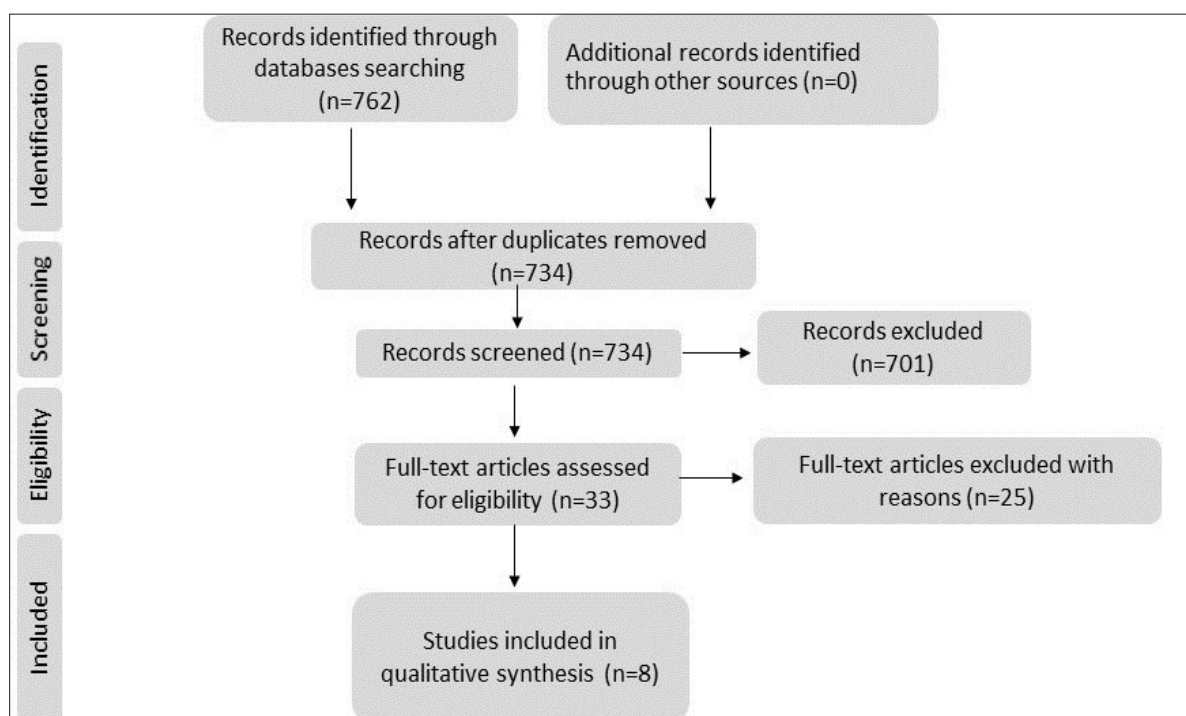 Identification
Records identified through
databases searching
(n=762)
Additional records identified
through other sources (n=0)
Screening
Records after duplicates removed
(n=734)
Records screened (n=734)
Records excluded
(n=701)
Eligibility
Full-text articles assessed
for eligibility (n=33)
Full-text articles excluded with
reasons (n=25)
Included
Studies included in
qualitative synthesis (n=8)